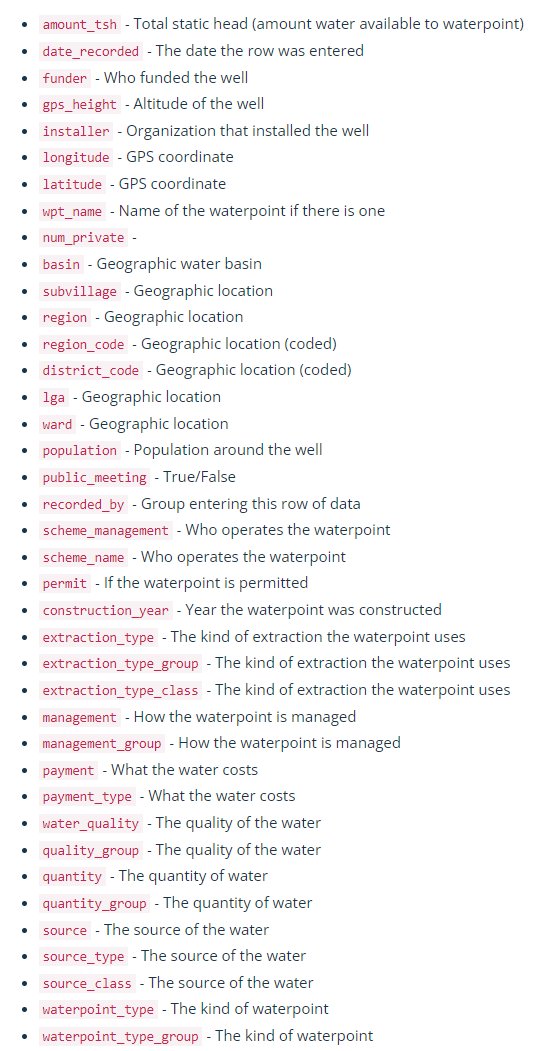 amount_tsh - Total static head (amount water available to waterpoint)
date_recorded - The date the row was entered
funder - Who funded the well
gps_height - Altitude of the well
installer - Organization that installed the well
longitude - GPS coordinate
latitude - GPS coordinate
wpt_name - Name of the waterpoint if there is one
num_private -
basin - Geographic water basin
subvillage - Geographic location
region - Geographic location
region_code - Geographic location (coded)
district_code - Geographic location (coded)
lga - Geographic location
ward - Geographic location
population - Population around the well
public_meeting - True/False
recorded_by - Group entering this row of data
scheme_management - Who operates the waterpoint
scheme_name - Who operates the waterpoint
permit - If the waterpoint is permitted
construction_year - Year the waterpoint was constructed
extraction_type - The kind of extraction the waterpoint uses
extraction_type_group - The kind of extraction the waterpoint uses
extraction_type_class - The kind of extraction the waterpoint uses
management - How the waterpoint is managed
management_group - How the waterpoint is managed
payment - What the water costs
payment_type - What the water costs
water_quality - The quality of the water
quality_group - The quality of the water
quantity - The quantity of water
quantity_group - The quantity of water
source - The source of the water
source_type - The source of the water
source_class - The source of the water
waterpoint_type - The kind of waterpoint
waterpoint_type_group - The kind of waterpoint